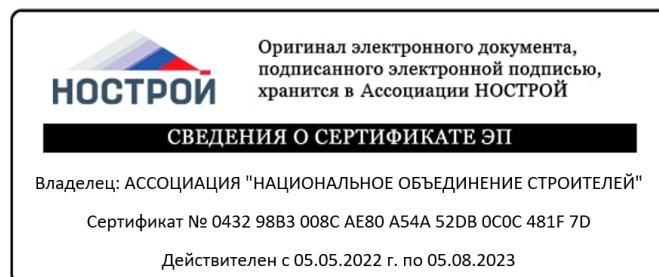 НОСТРОЙ
Оригинал электронного документа,
подписанного электронной подписью,
хранится в Ассоциации НОСТРОЙ
СВЕДЕНИЯ О СЕРТИФИКАТЕ ЭП
Владелец: АССОЦИАЦИЯ "НАЦИОНАЛЬНОЕ ОБЪЕДИНЕНИЕ СТРОИТЕЛЕЙ"
Сертификат № 0432 98B3 008C AE80 A54A 52DB 0C0C 481F 7D
Действителен с 05.05.2022 г. по 05.08.2023